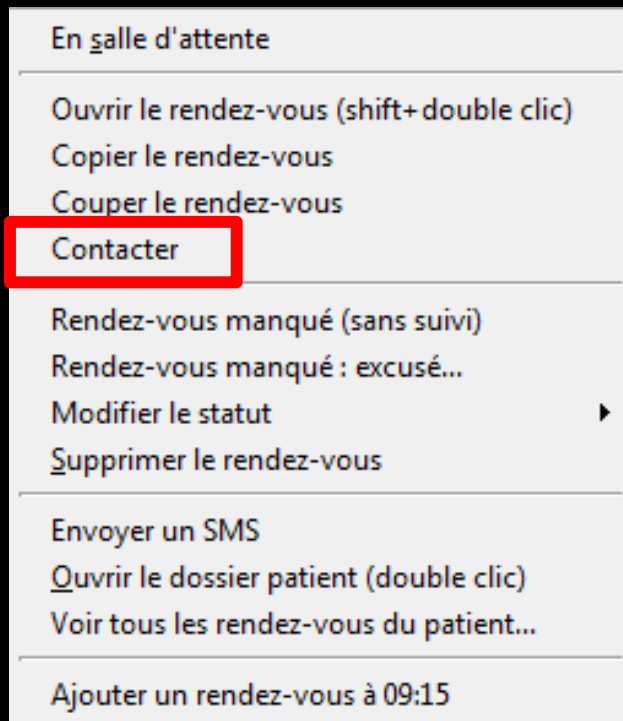 En salle d'attente
Ouvrir le rendez-vous (shift+double clic)
Copier le rendez-vous
Couper le rendez-vous
Contacter
Rendez-vous manqué (sans suivi)
Rendez-vous manqué : excusé...
Modifier le statut
Supprimer le rendez-vous
Envoyer un SMS
Ouvrir le dossier patient (double clic)
Voir tous les rendez-vous du patient...
Ajouter un rendez-vous à 09:15